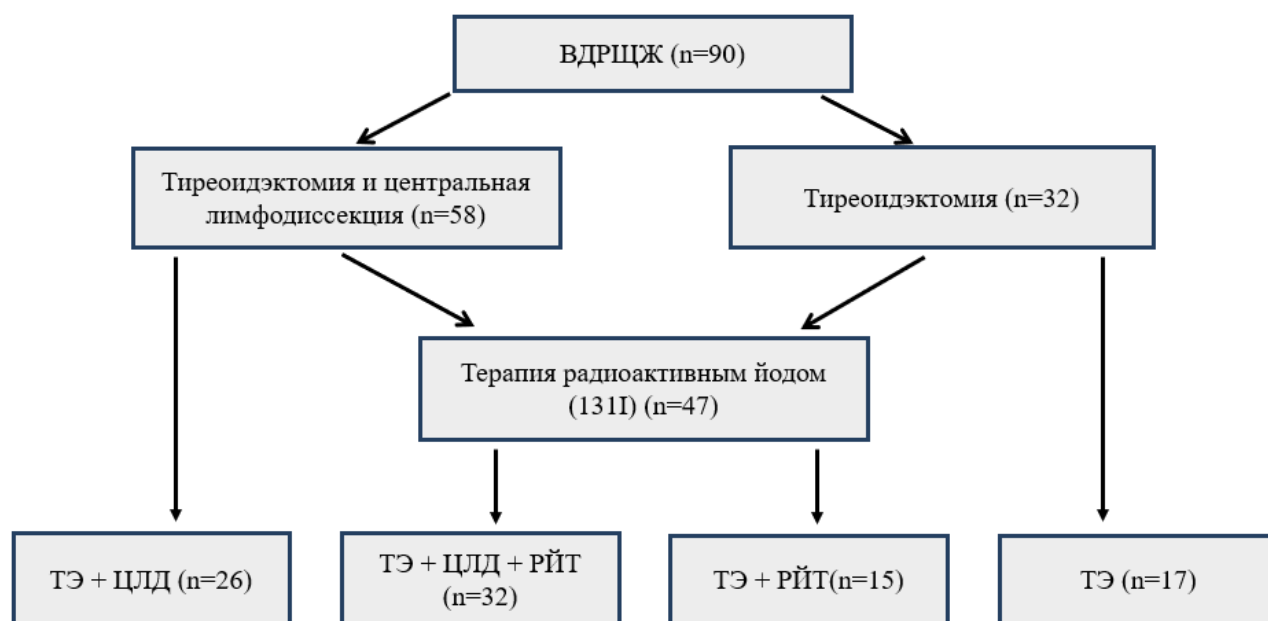 ВДРЩЖ (n=90)
Тиреоидэктомия и центральная
лимфодиссекция (n=58)
Тиреоидэктомия (n=32)
Терапия радиоактивным йодом
(131I) (n=47)
ТЭ + ЦЛД (n=26)
ТЭ + ЦЛД + РЙТ
(n=32)
ТЭ + РЙТ(n=15)
ТЭ (n=17)